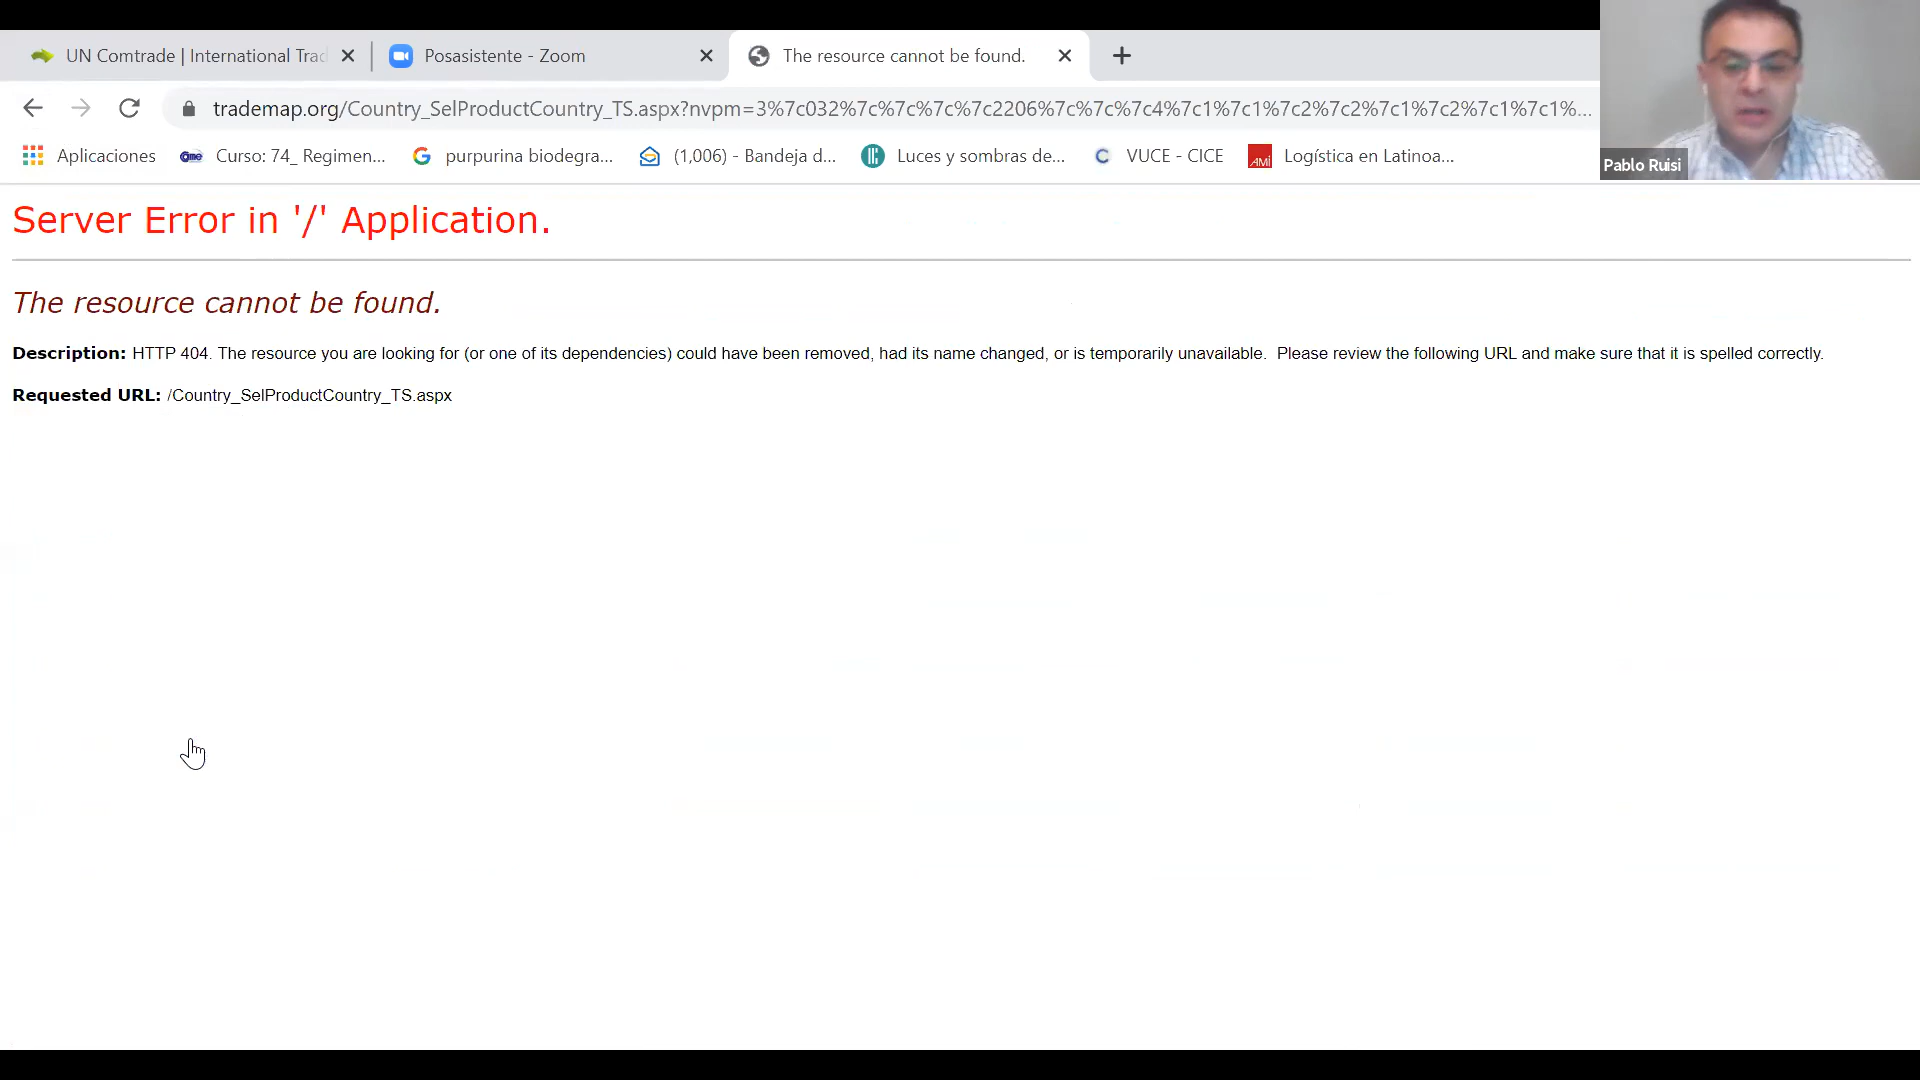 UN Comtrade | International Trad
Posasistente - Zoom
The resource cannot be found.
trademap.org/Country_SelProductCountry_TS.aspx?nvpm=3%7c032%7c%7c%7c%7c2206%7c%7c%7c4%7c1%7c1%7c2%7c2%7c1%7c2%7c1%7c1%...
Aplicaciones
Curso: 74_ Regimen...
purpurina biodegra...
(1,006) - Bandeja d...
Luces y sombras de...
VUCE - CICE
AMI
Logística en Latinoa...
Pablo Ruisi
Server Error in '/' Application.
The resource cannot be found.
Description: HTTP 404. The resource you are looking for (or one of its dependencies) could have been removed, had its name changed, or is temporarily unavailable.  Please review the following URL and make sure that it is spelled correctly.
Requested URL: /Country_SelProductCountry_TS.aspx